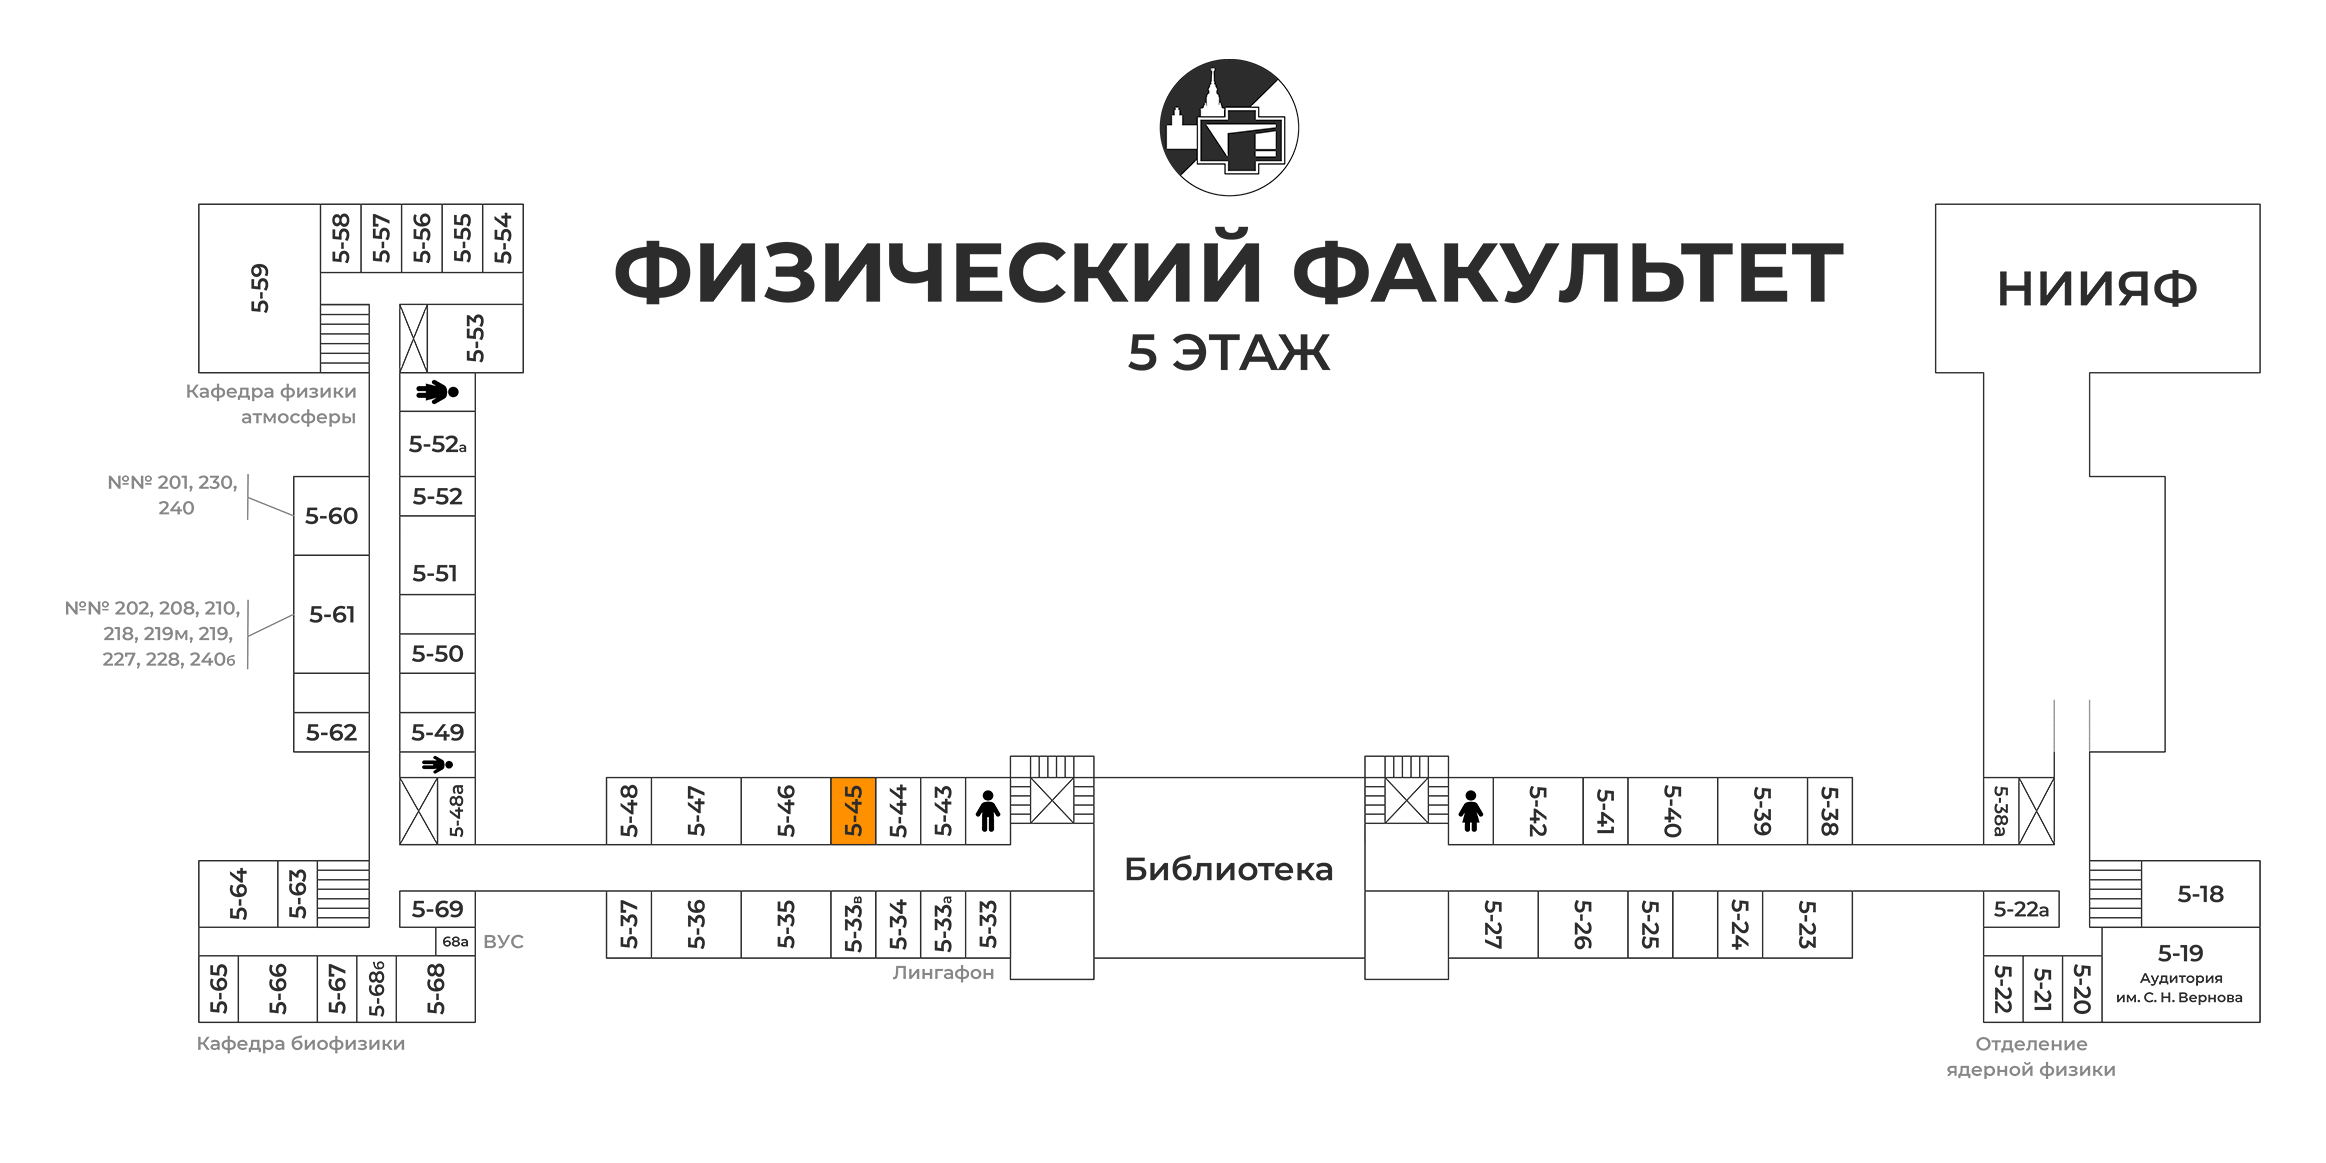 ФИЗИЧЕСКИЙ ФАКУЛЬТЕТ
5 ЭТАЖ
5-59
5-58
5-57
5-56
5-55
5-54
5-53
Кафедра физики
атмосферы
5-52а
5-52
5-51
5-50
5-49
5-48а
№№ 201, 230,
240
5-60
№№ 202, 208, 210,
218, 219м, 219,
227, 228, 240б
5-61
5-62
5-64
5-63
5-69
68а
ВУС
5-65
5-66
5-67
5-68б
5-68
Кафедра биофизики
5-48
5-47
5-46
5-45
5-44
5-43
5-37
5-36
5-35
5-33в
5-34
5-33а
5-33
Лингафон
Библиотека
5-42
5-41
5-40
5-39
5-38
5-27
5-26
5-25
5-24
5-23
НИИЯФ
5-38а
5-18
5-22а
5-19
Аудитория
им. С. Н. Вернова
5-22
5-21
5-20
Отделение
ядерной физики